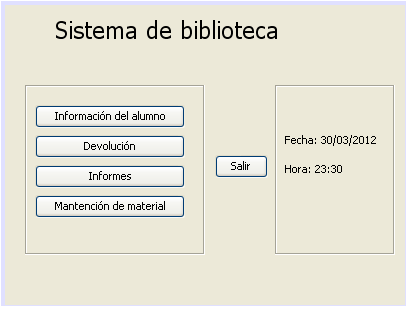 Sistema de biblioteca
Información del alumno
Devolución
Informes
Mantención de material
Salir
Fecha: 30/03/2012
Hora: 23:30